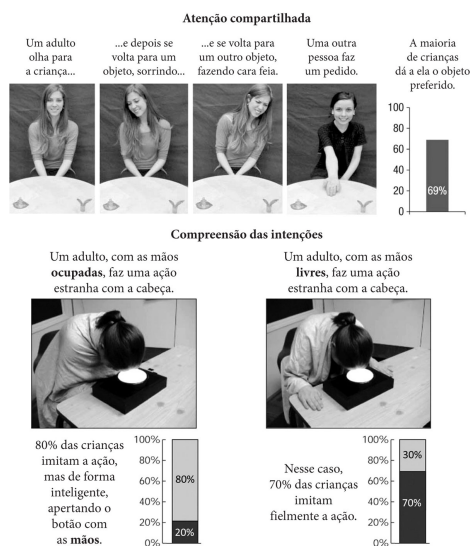 Atenção compartilhada
Um adulto
olha para
a criança...
...e depois se
volta para um
objeto, sorrindo...
...e se volta para
um outro objeto,
fazendo cara feia.
Uma outra
pessoa faz
um pedido.
A maioria
de crianças
dá a ela o objeto
preferido.
100
80
60
40
20
0
69%
Compreensão das intenções
Um adulto, com as mãos
ocupadas, faz uma ação
estranha com a cabeça.
Um adulto, com as mãos
livres, faz uma ação
estranha com a cabeça.
80% das crianças
imitam a ação,
mas de forma
inteligente,
apertando o
botão com
as mãos.
100%
80%
60%
40%
20%
0%
80%
20%
Nesse caso,
70% das crianças
imitam
fielmente a ação.
100%
80%
60%
40%
20%
0%
30%
70%